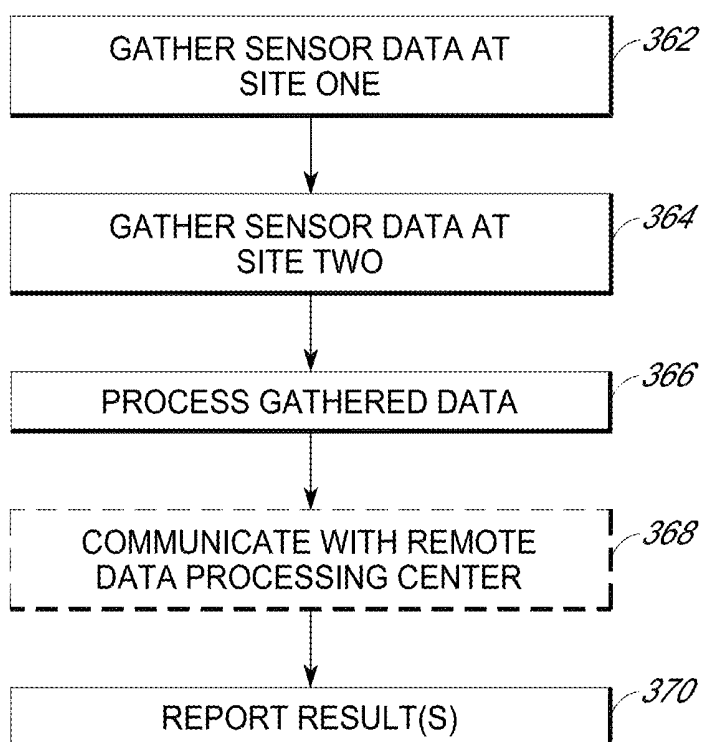 GATHER SENSOR DATA AT
SITE ONE
362
GATHER SENSOR DATA AT
SITE TWO
364
PROCESS GATHERED DATA
366
COMMUNICATE WITH REMOTE
DATA PROCESSING CENTER
368
REPORT RESULT(S)
370